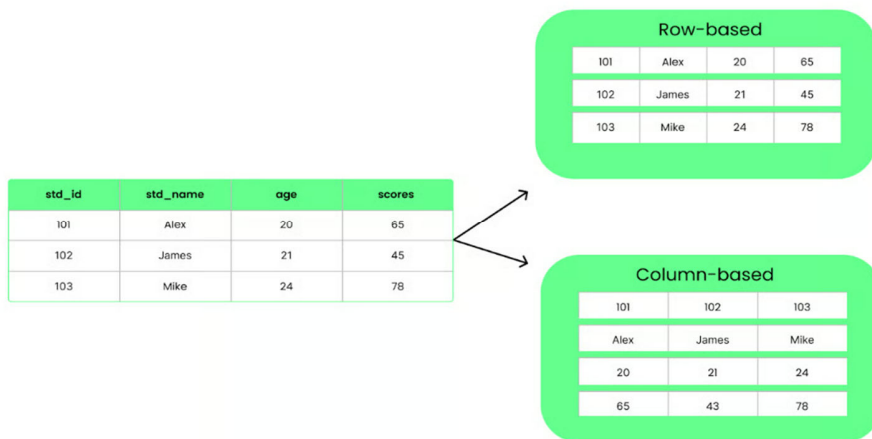 Row-based
101 Alex 20 65
102 James 21 45
103 Mike 24 78
std_id std_name age scores
101 Alex 20 65
102 James 21 45
103 Mike 24 78
Column-based
101 102 103
Alex James Mike
20 21 24
65 43 78